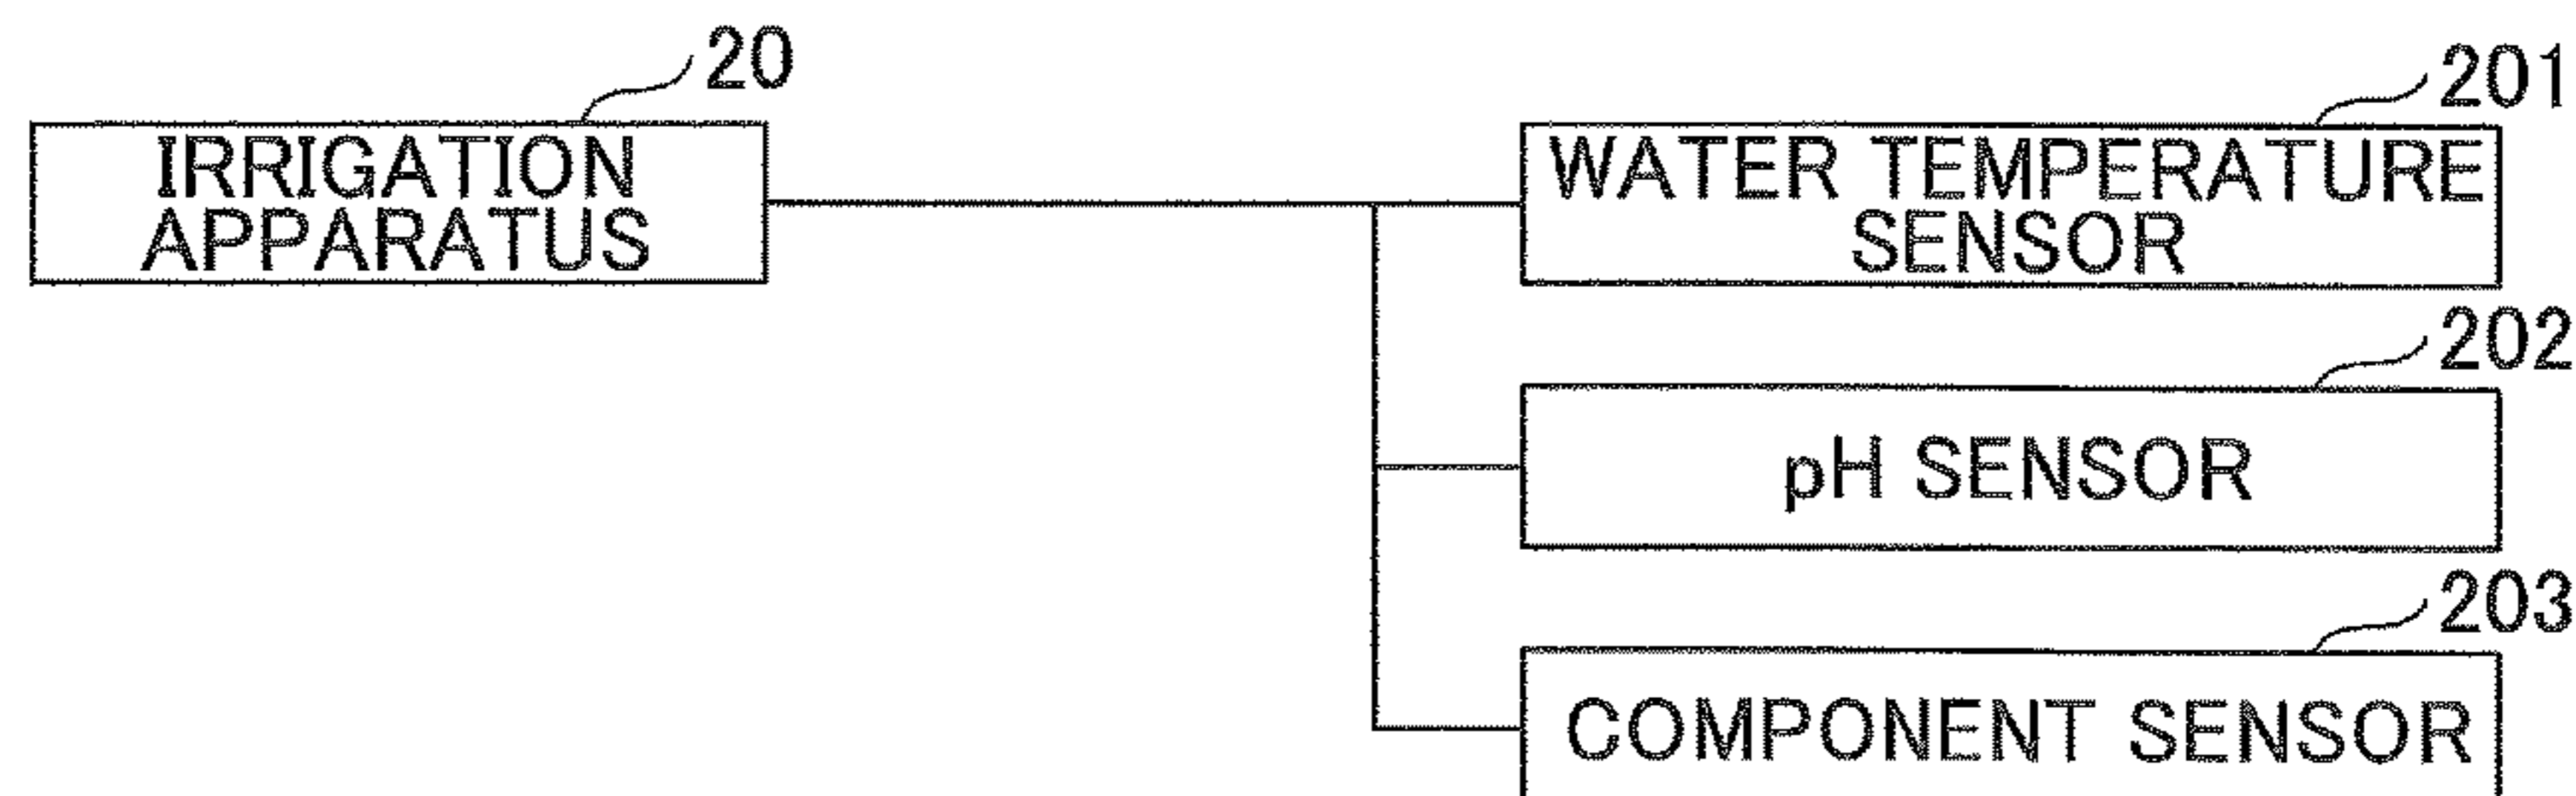 20
IRRIGATION
APPARATUS
201
WATER TEMPERATURE
SENSOR
202
pH SENSOR
203
COMPONENT SENSOR